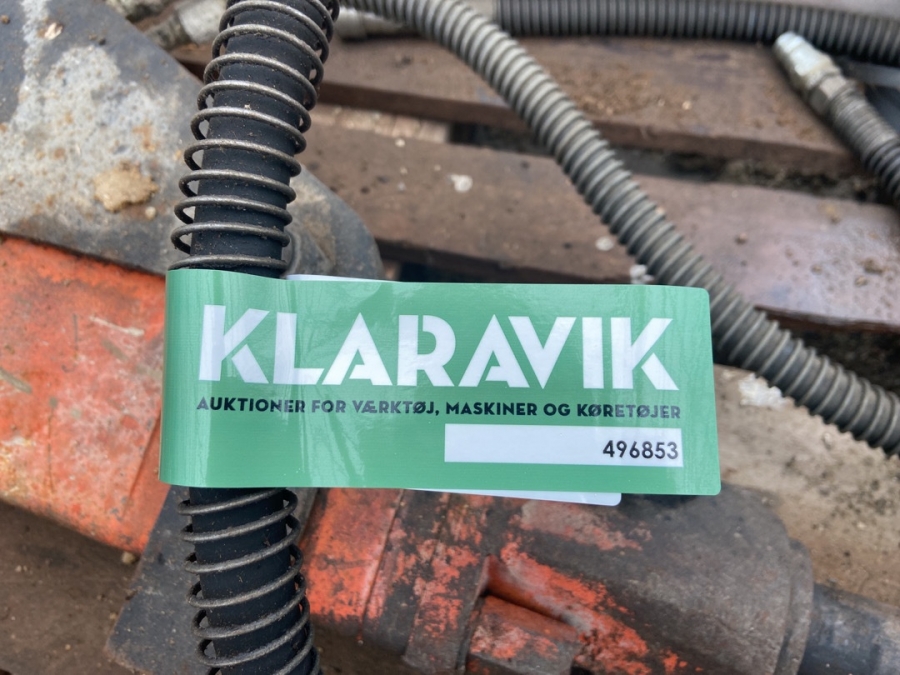 KLARAVIK
AUKTIONER FOR VÆRKTØJ, MASKINER OG KØRETØJER
496853